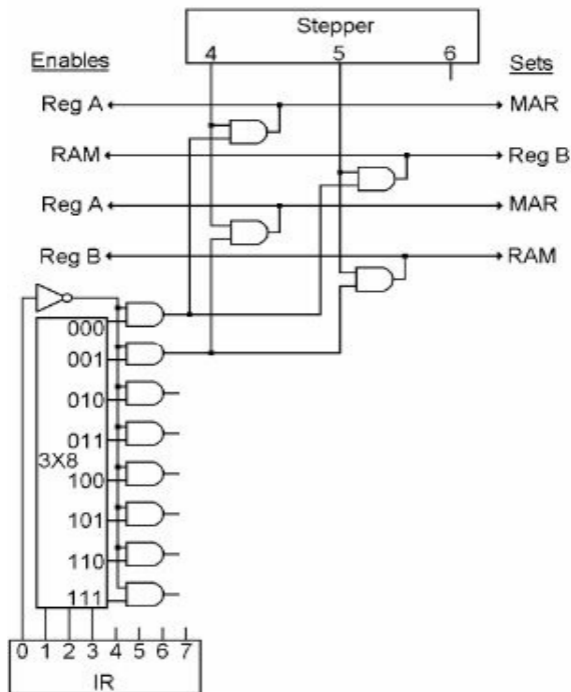 Stepper
4 5 6
Enables Sets
Reg A MAR
RAM Reg B
Reg A MAR
Reg B RAM
000
001
010
011
3X8
100
101
110
111
0 1 2 3 4 5 6 7
IR